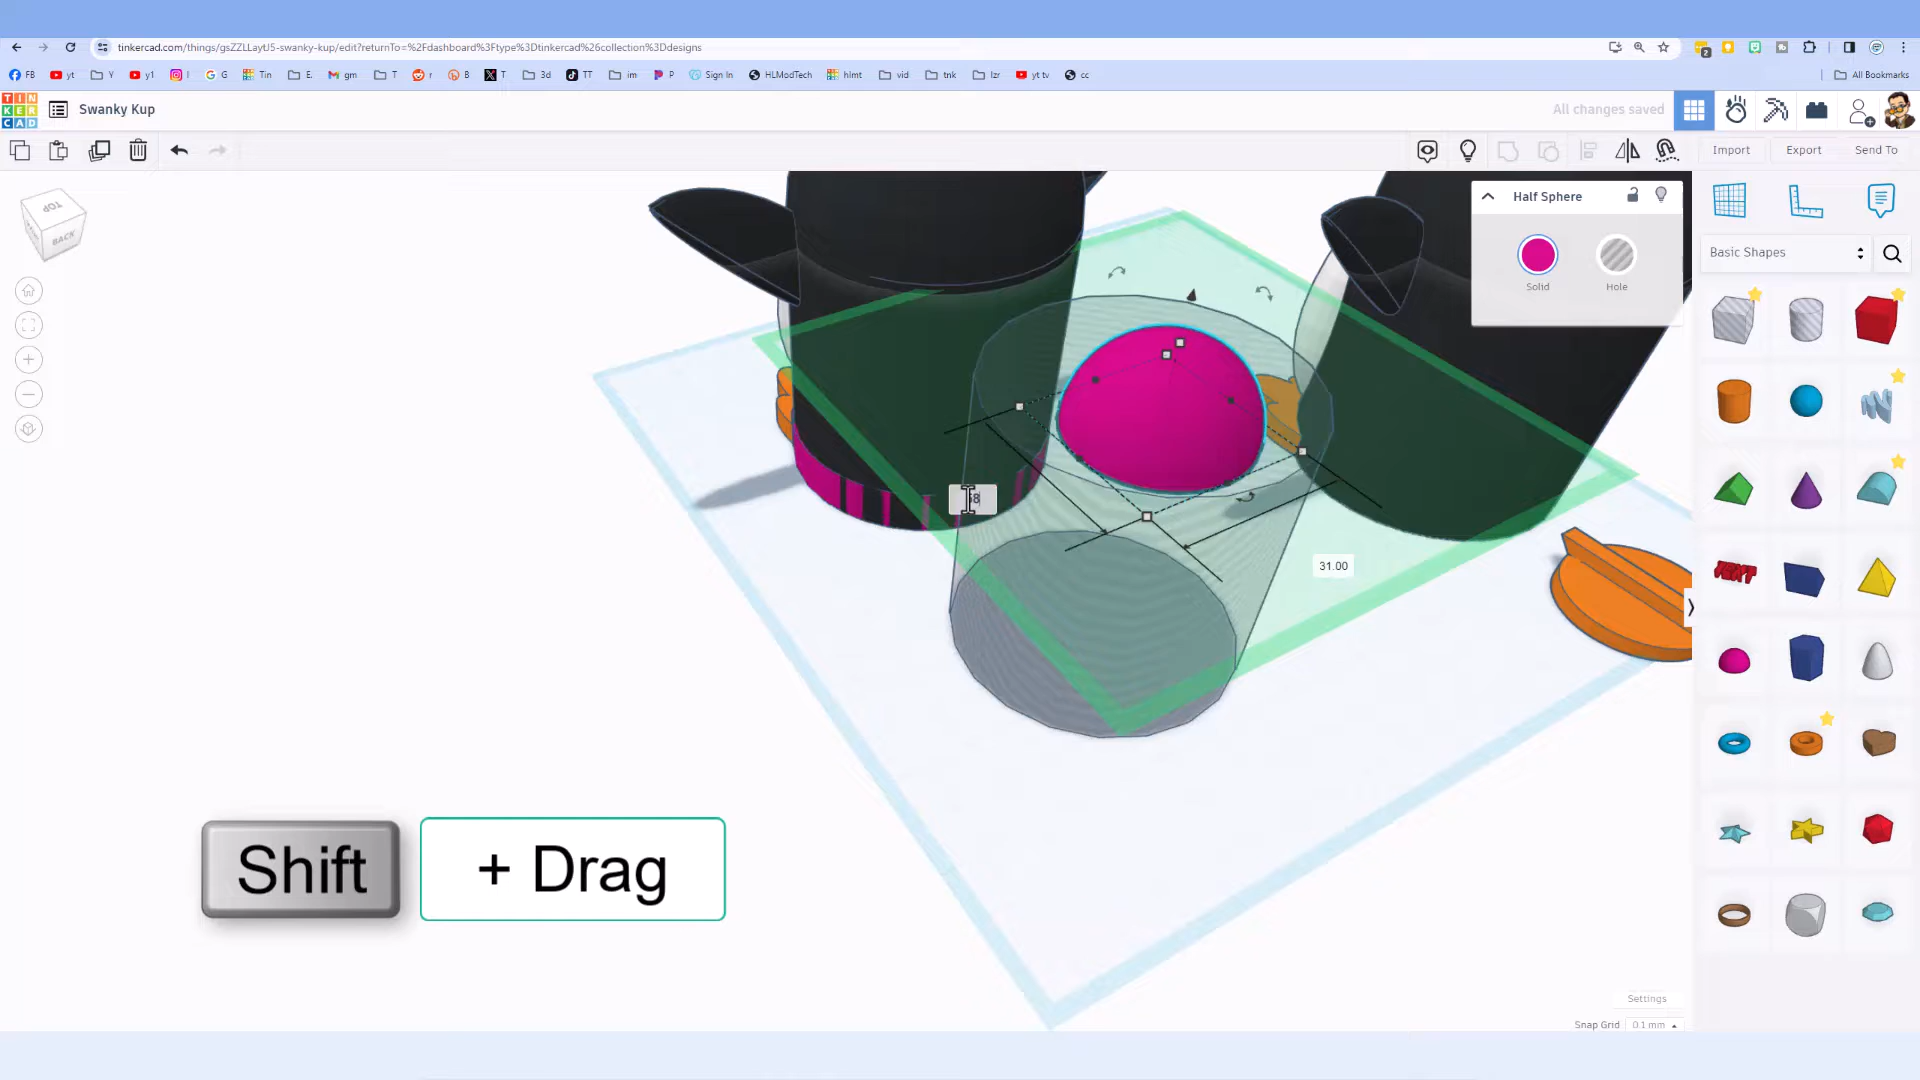 tinkercad.com/things/gsZZLLaytJ5-swanky-kup/edit?returnTo=%2Fdashboard%3Ftype%3Dtinkercad%26collection%3Ddesigns
FB yt Y y1 I G Tin E. gm T r B T 3d TT im P Sign In HLModTech hlmt vid tnk lzr yt tv cc All Bookmarks
TIN
KER
CAD
Swanky Kup
All changes saved
Import Export Send To
TOP
BACK
Half Sphere
Solid
Hole
Basic Shapes
TEXT
31.00
Shift
+ Drag
Settings
Snap Grid 0.1 mm